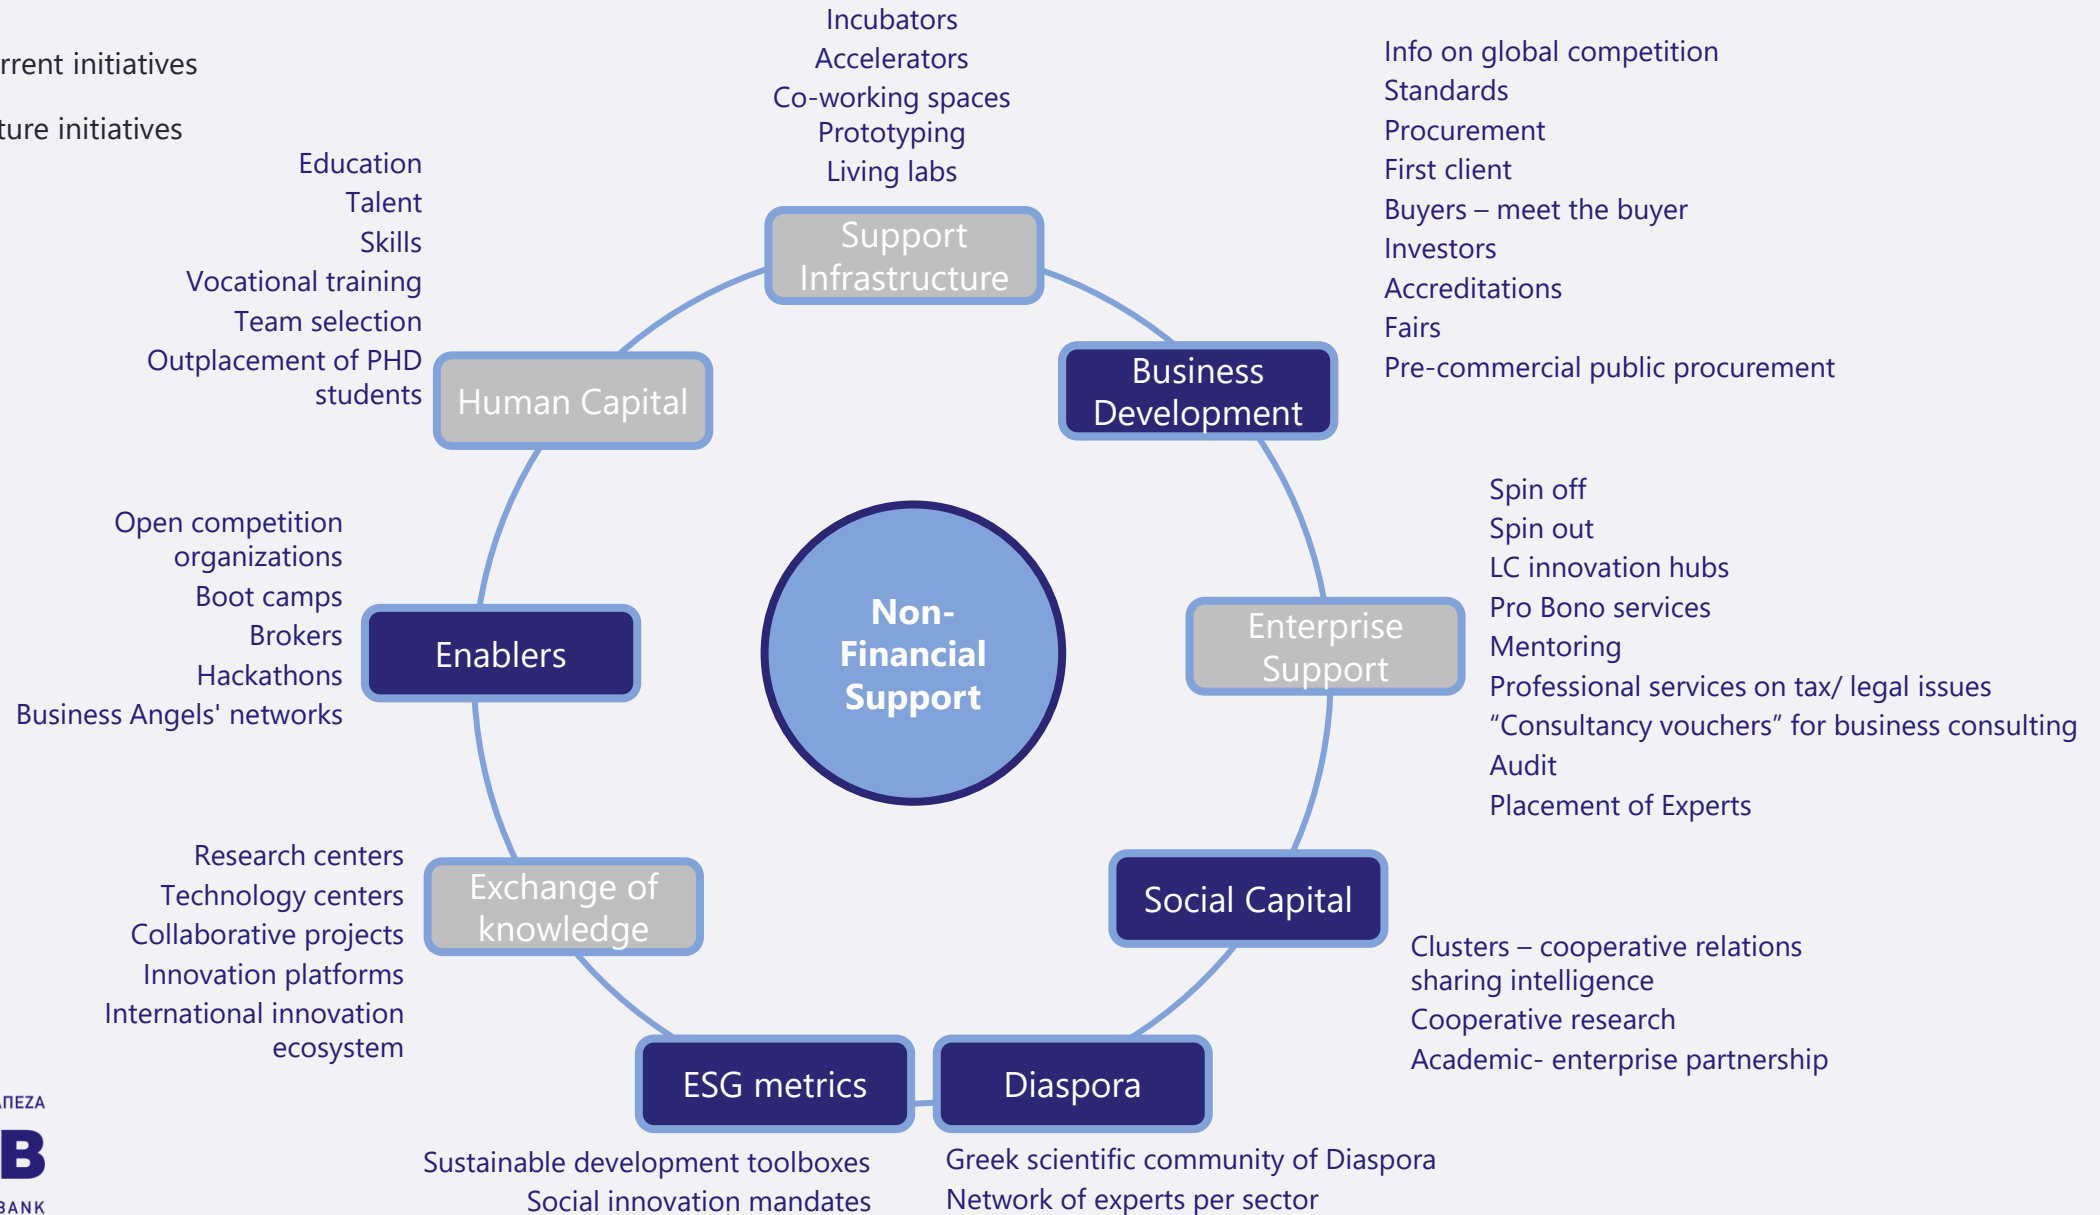 rrent initiatives
ture initiatives
Incubators
Accelerators
Co-working spaces
Prototyping
Living labs
Support
Infrastructure
Info on global competition
Standards
Procurement
First client
Buyers – meet the buyer
Investors
Accreditations
Fairs
Pre-commercial public procurement
Business
Development
Education
Talent
Skills
Vocational training
Team selection
Outplacement of PHD
students
Human Capital
Spin off
Spin out
LC innovation hubs
Pro Bono services
Mentoring
Professional services on tax/ legal issues
“Consultancy vouchers” for business consulting
Audit
Placement of Experts
Enterprise
Support
Non-
Financial
Support
Open competition
organizations
Boot camps
Brokers
Hackathons
Business Angels' networks
Enablers
Social Capital
Clusters – cooperative relations
sharing intelligence
Cooperative research
Academic- enterprise partnership
Research centers
Technology centers
Collaborative projects
Innovation platforms
International innovation
ecosystem
Exchange of
knowledge
ESG metrics
Sustainable development toolboxes
Social innovation mandates
Diaspora
Greek scientific community of Diaspora
Network of experts per sector
ΑΠΕΖΑ
B
BANK